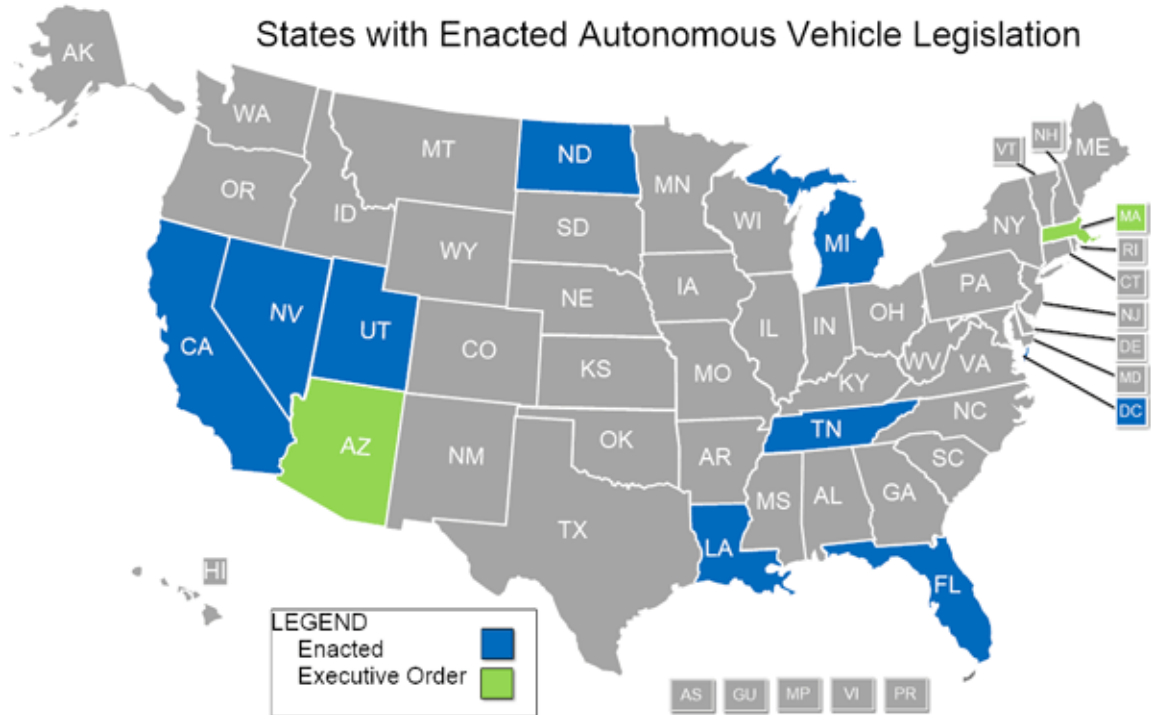 States with Enacted Autonomous Vehicle Legislation
AK
WA
MT
ND
MN
VT
NH
ME
OR
ID
WY
SD
WI
MI
NY
MA
RI
CT
NJ
DE
MD
DC
CA
NV
UT
CO
NE
IA
IL
IN
OH
PA
KS
MO
KY
WV
VA
AZ
NM
OK
AR
TN
NC
SC
TX
LA
MS
AL
GA
FL
HI
LEGEND
Enacted
Executive Order
AS GU MP VI PR